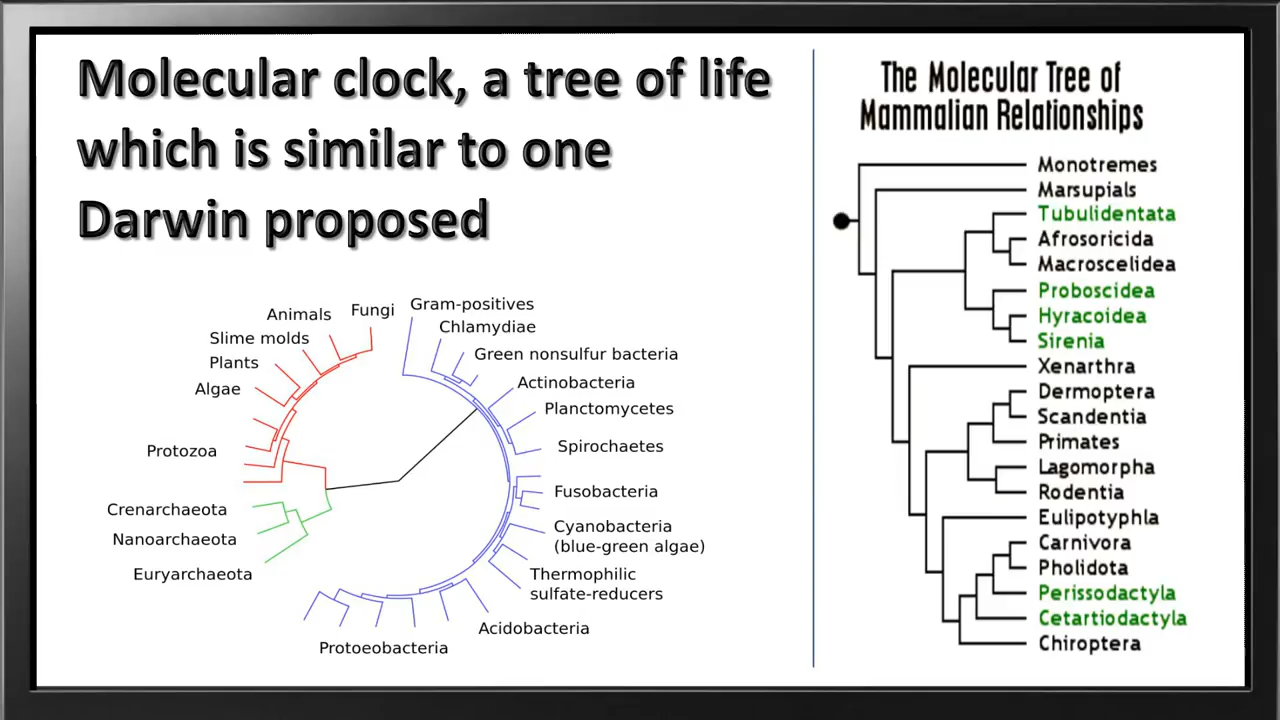 Molecular clock, a tree of life
which is similar to one
Darwin proposed
Fungi
Animals
Slime molds
Plants
Algae
Protozoa
Crenarchaeota
Nanoarchaeota
Euryarchaeota
Gram-positives
Chlamydiae
Green nonsulfur bacteria
Actinobacteria
Planctomycetes
Spirochaetes
Fusobacteria
Cyanobacteria
(blue-green algae)
Thermophilic
sulfate-reducers
Acidobacteria
Protoeobacteria
The Molecular Tree of
Mammalian Relationships
Monotremes
Marsupials
Tubulidentata
Afrosoricida
Macroscelidea
Proboscidea
Hyracoidea
Sirenia
Xenarthra
Dermoptera
Scandentia
Primates
Lagomorpha
Rodentia
Eulipotyphla
Carnivora
Pholidota
Perissodactyla
Cetartiodactyla
Chiroptera